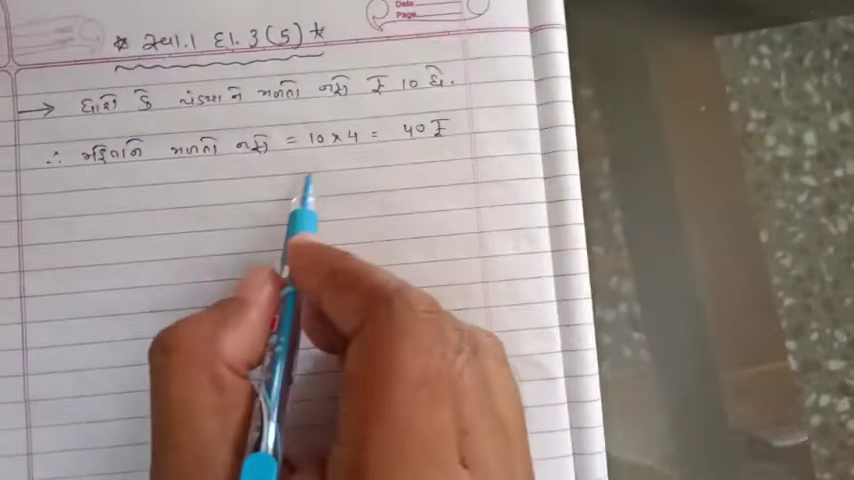 Date
Page
* સ્વા.1 દા.3 (5) *
→ ધારો કે પંડ્યાને મળતો નફો ₹ 10 છે.
∴ મહેતાને મળતો નફો = 10 × 4 = 40 ₹